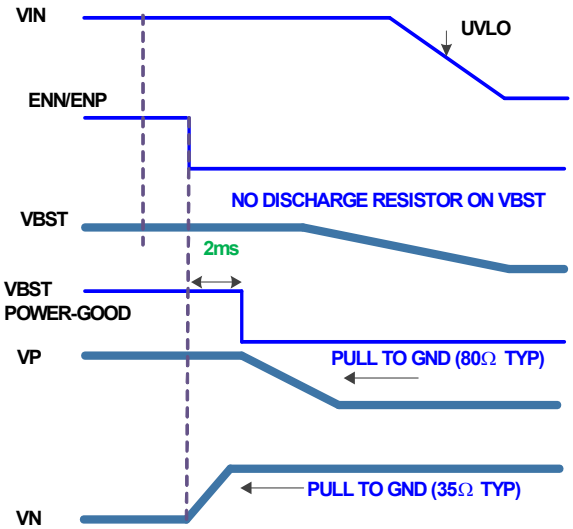 VIN
UVLO
ENN/ENP
NO DISCHARGE RESISTOR ON VBST
VBST
2ms
VBST
POWER-GOOD
VP
PULL TO GND (80Ω TYP)
PULL TO GND (35Ω TYP)
VN